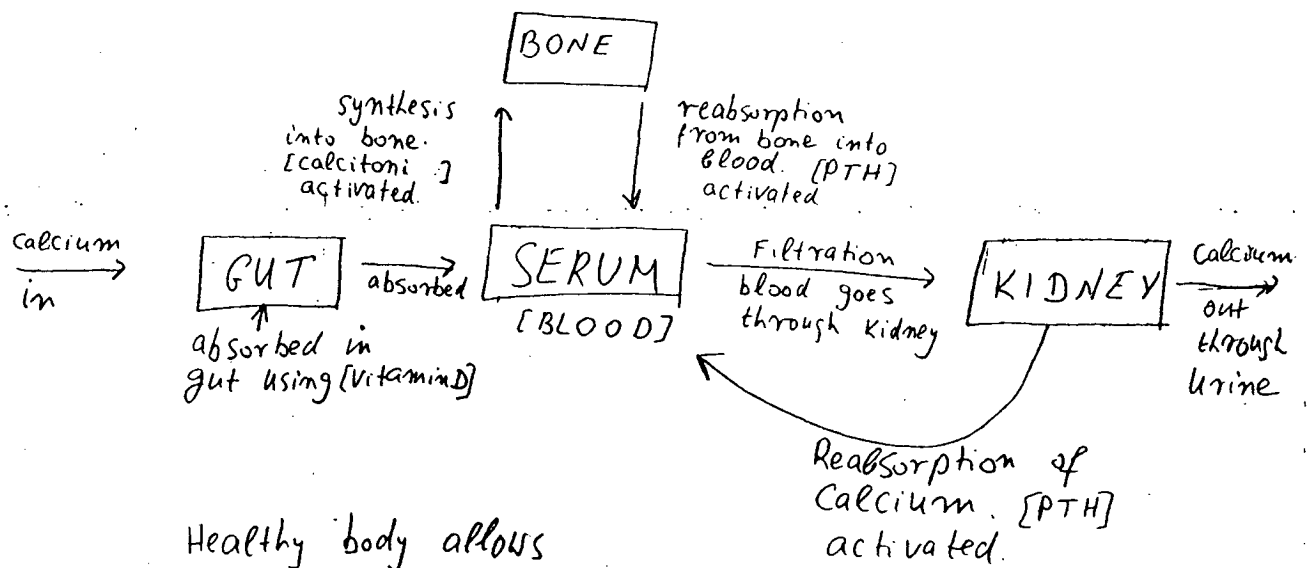 BONE
synthesis
into bone.
[calcitoni ]
activated.
reabsorption
from bone into
blood. [PTH]
activated
calcium
in
GUT
absorbed in
gut using [vitamin D]
absorbed
SERUM
[BLOOD]
Filtration
blood goes
through kidney
KIDNEY
Calcium
out
through
urine
Reabsorption of
Calcium. [PTH]
activated.
Healthy body allows